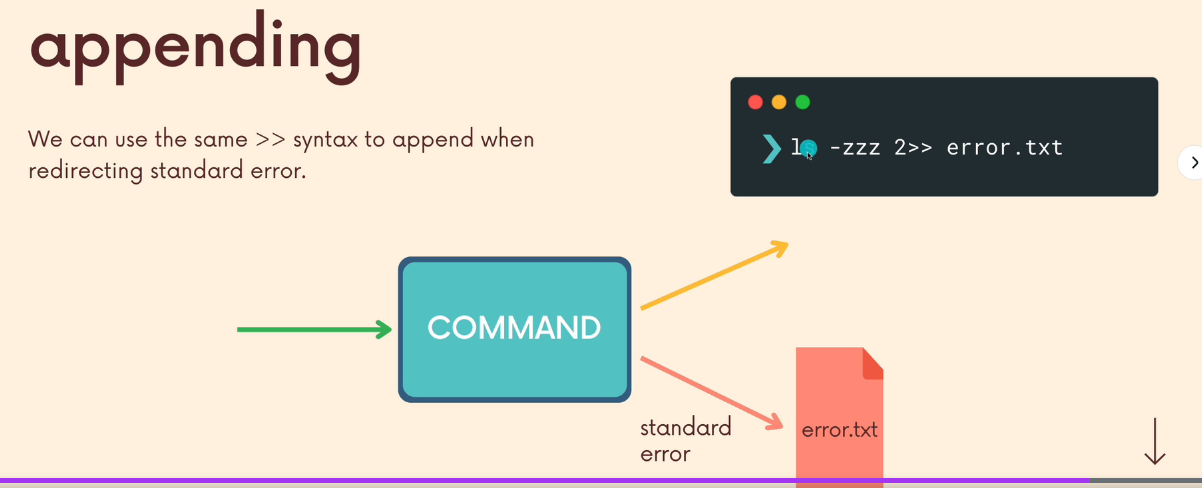 appending
We can use the same >> syntax to append when
redirecting standard error.
❯ ls -zzz 2>> error.txt
COMMAND
standard
error
error.txt